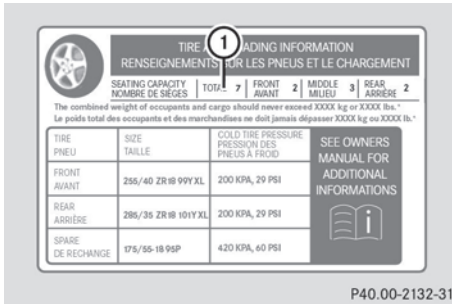 1
TIRE A ADING INFORMATION
RENSEIGNEMENTS SUR LES PNEUS ET LE CHARGEMENT
SEATING CAPACITY TOTAL 7 FRONT 2 MIDDLE 3 REAR 2
NOMBRE DE SIÈGES AVANT MILIEU ARRIÈRE
The combined weight of occupants and cargo should never exceed XXXX kg or XXXX lbs.*
Le poids total des occupants et des marchandises ne doit jamais dépasser XXXX kg ou XXXX lb.*
TIRE
PNEU
SIZE
TAILLE
COLD TIRE PRESSURE
PRESSION DES
PNEUS À FROID
SEE OWNERS
MANUAL FOR
ADDITIONAL
INFORMATIONS
i
FRONT
AVANT
255/40 ZR18 99Y XL
200 KPA, 29 PSI
REAR
ARRIÈRE
285/35 ZR18 101Y XL
200 KPA, 29 PSI
SPARE
DE RECHANGE
175/55-18 95P
420 KPA, 60 PSI
P40.00-2132-31